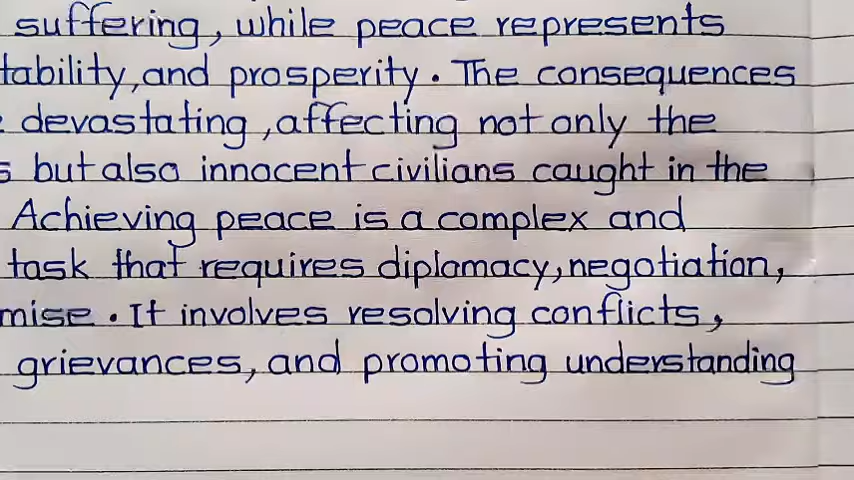 suffering, while peace represents
tability, and prosperity. The consequences
devastating, affecting not only the
s but also innocent civilians caught in the
Achieving peace is a complex and
task that requires diplomacy, negotiation,
mise. It involves resolving conflicts,
grievances, and promoting understanding